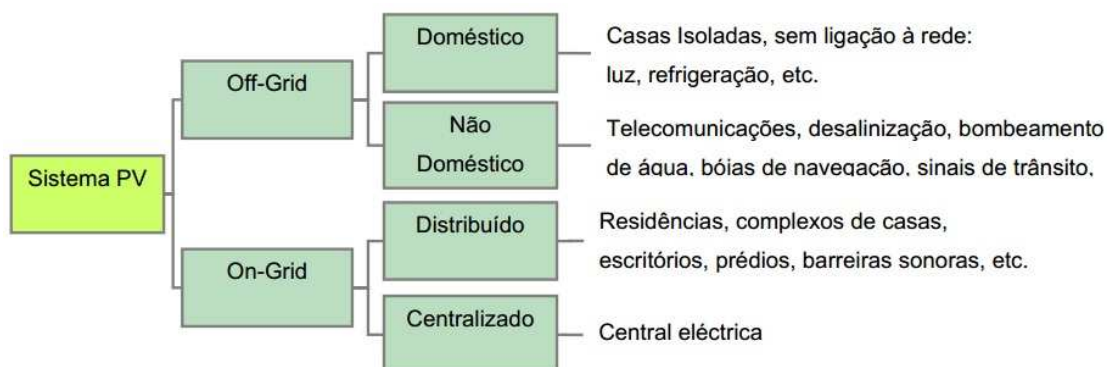 Sistema PV
Off-Grid
Doméstico
Casas Isoladas, sem ligação à rede:
luz, refrigeração, etc.
Não
Doméstico
Telecomunicações, desalinização, bombeamento
de água, bóias de navegação, sinais de trânsito,
On-Grid
Distribuído
Residências, complexos de casas,
escritórios, prédios, barreiras sonoras, etc.
Centralizado
Central eléctrica